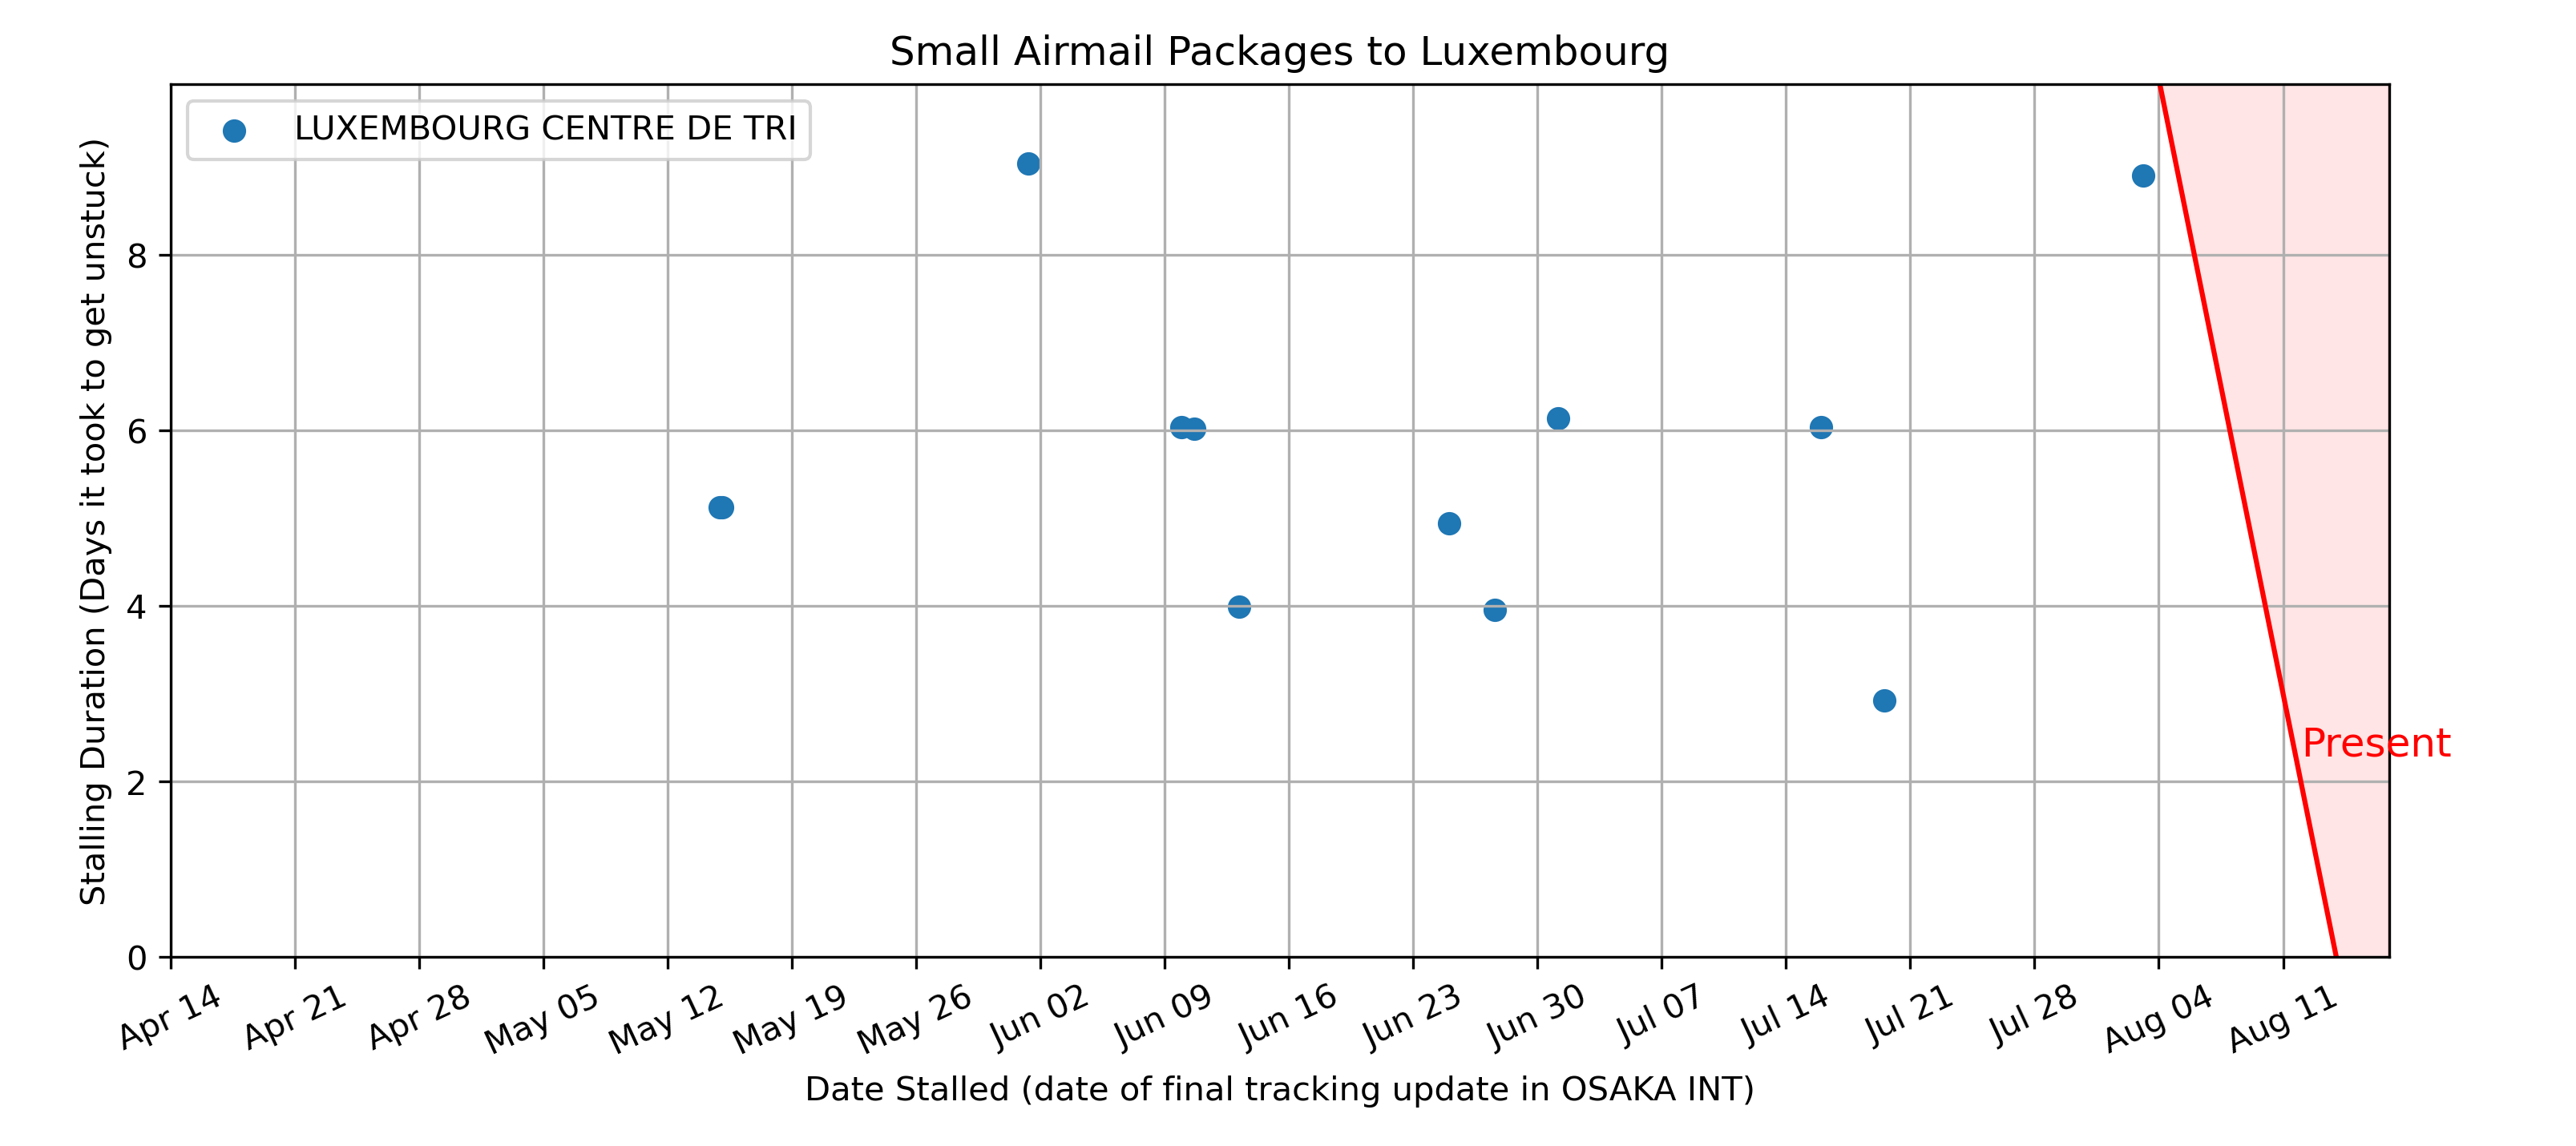 Small Airmail Packages to Luxembourg
LUXEMBOURG CENTRE DE TRI
Stalling Duration (Days it took to get unstuck)
8
6
4
2
0
Present
Apr 14
Apr 21
Apr 28
May 05
May 12
May 19
May 26
Jun 02
Jun 09
Jun 16
Jun 23
Jun 30
Jul 07
Jul 14
Jul 21
Jul 28
Aug 04
Aug 11
Date Stalled (date of final tracking update in OSAKA INT)